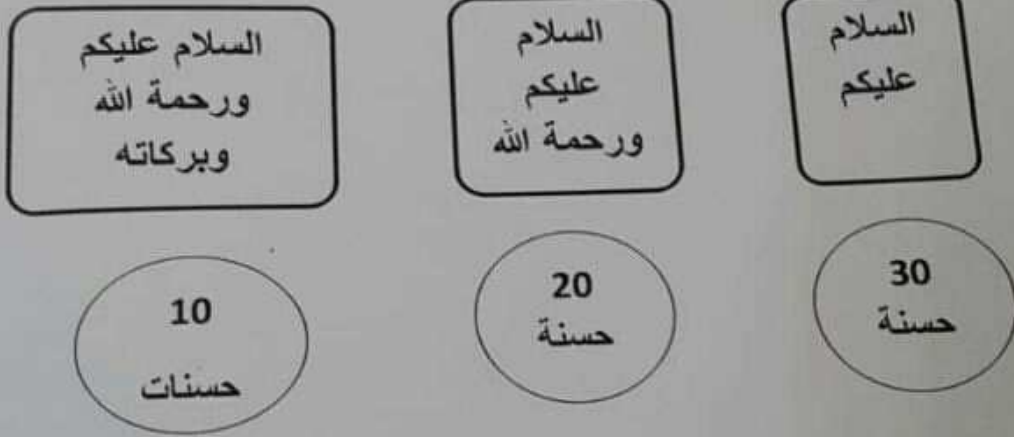 السلام
عليكم
السلام
عليكم
ورحمة الله
السلام عليكم
ورحمة الله
وبركاته
30
حسنة
20
حسنة
10
حسنات